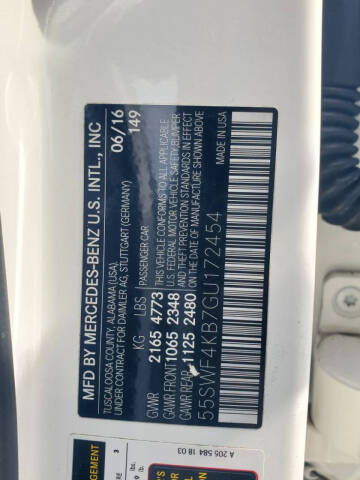 MFD BY MERCEDES-BENZ U.S. INTL., INC
TUSCALOOSA COUNTY, ALABAMA (USA).
UNDER CONTRACT FOR DAIMLER AG, STUTTGART (GERMANY)
06/16
149
PASSENGER CAR
KG LBS
GVWR 2165 4773
GAWR FRONT 1065 2348
GAWR REAR 1125 2480
THIS VEHICLE CONFORMS TO ALL APPLICABLE
U.S. FEDERAL MOTOR VEHICLE SAFETY, BUMPER
AND THEFT PREVENTION STANDARDS IN EFFECT
ON THE DATE OF MANUFACTURE SHOWN ABOVE.
55SWF4KB7GU172454
MADE IN USA
A 205 584 18 03